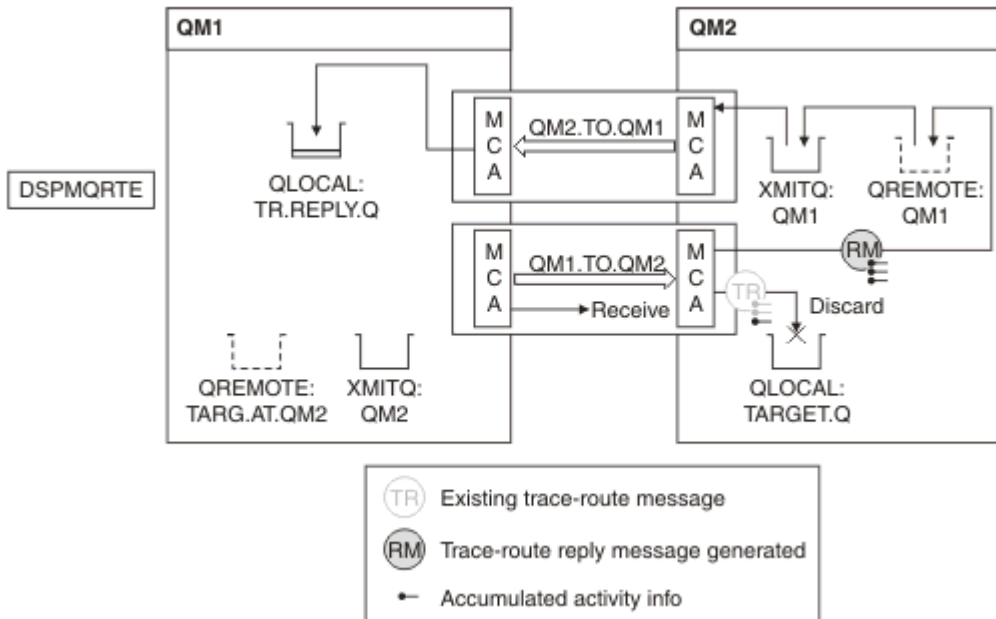 QM1
QM2
DSPMQRTE
QLOCAL:
TR.REPLY.Q
M
C
A
QM2.TO.QM1
M
C
A
XMITQ:
QM1
QREMOTE:
QM1
M
C
A
QM1.TO.QM2
Receive
M
C
A
RM
TR
Discard
QREMOTE:
TARG.AT.QM2
XMITQ:
QM2
QLOCAL:
TARGET.Q
TR Existing trace-route message
RM Trace-route reply message generated
Accumulated activity info